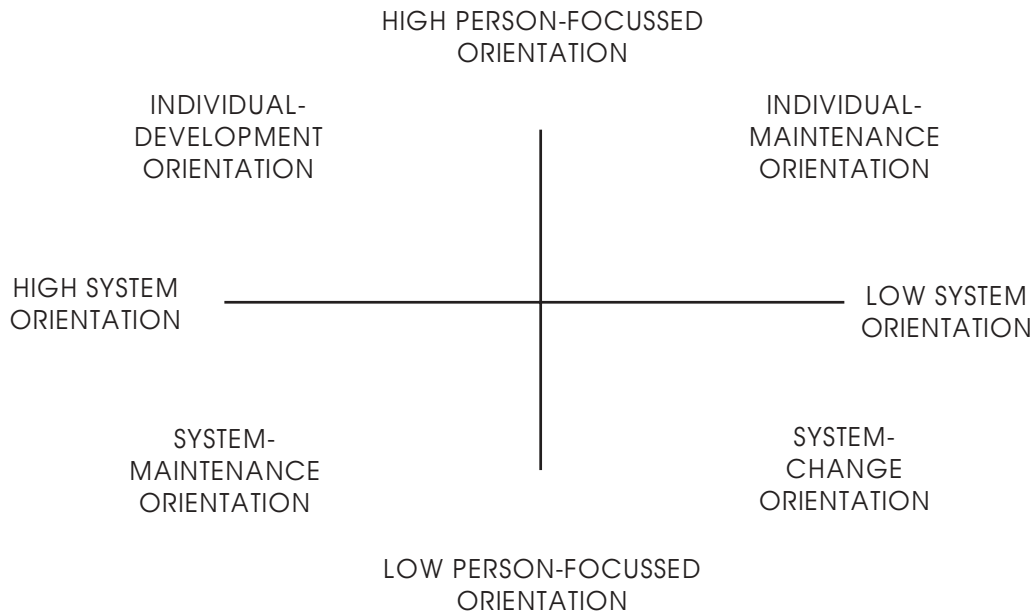 HIGH PERSON-FOCUSSED
ORIENTATION
INDIVIDUAL-
DEVELOPMENT
ORIENTATION
INDIVIDUAL-
MAINTENANCE
ORIENTATION
HIGH SYSTEM
ORIENTATION
LOW SYSTEM
ORIENTATION
SYSTEM-
MAINTENANCE
ORIENTATION
SYSTEM-
CHANGE
ORIENTATION
LOW PERSON-FOCUSSED
ORIENTATION